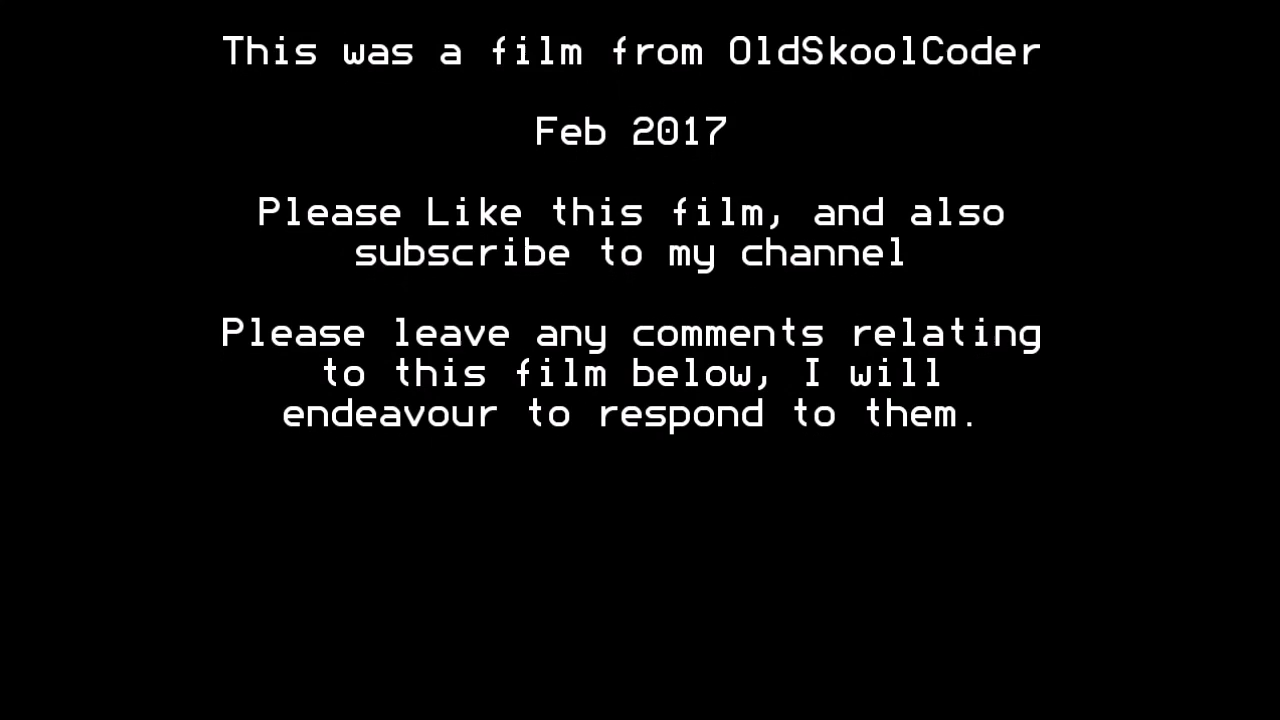 This was a film from OldSkoolCoder
Feb 2017
Please Like this film, and also
subscribe to my channel
Please leave any comments relating
to this film below, I will
endeavour to respond to them.